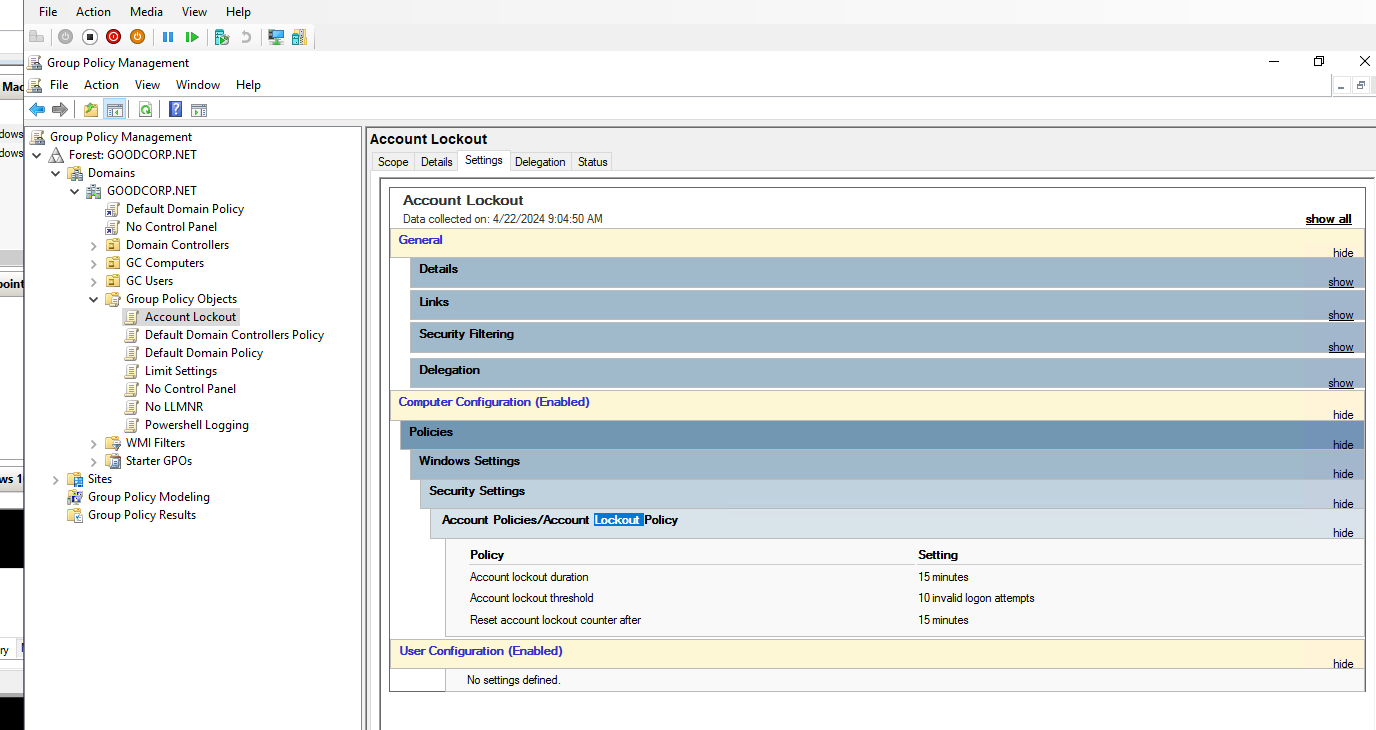 File Action Media View Help
Group Policy Management
File Action View Window Help
Mac
dows
dows
point
ws 1
ry
Group Policy Management
Forest: GOODCORP.NET
Domains
GOODCORP.NET
Default Domain Policy
No Control Panel
Domain Controllers
GC Computers
GC Users
Group Policy Objects
Account Lockout
Default Domain Controllers Policy
Default Domain Policy
Limit Settings
No Control Panel
No LLMNR
Powershell Logging
WMI Filters
Starter GPOs
Sites
Group Policy Modeling
Group Policy Results
Account Lockout
Scope Details Settings Delegation Status
Account Lockout
Data collected on: 4/22/2024 9:04:50 AM show all
General hide
Details show
Links show
Security Filtering show
Delegation show
Computer Configuration (Enabled) hide
Policies hide
Windows Settings hide
Security Settings hide
Account Policies/Account Lockout Policy hide
Policy Setting
Account lockout duration 15 minutes
Account lockout threshold 10 invalid logon attempts
Reset account lockout counter after 15 minutes
User Configuration (Enabled) hide
No settings defined.